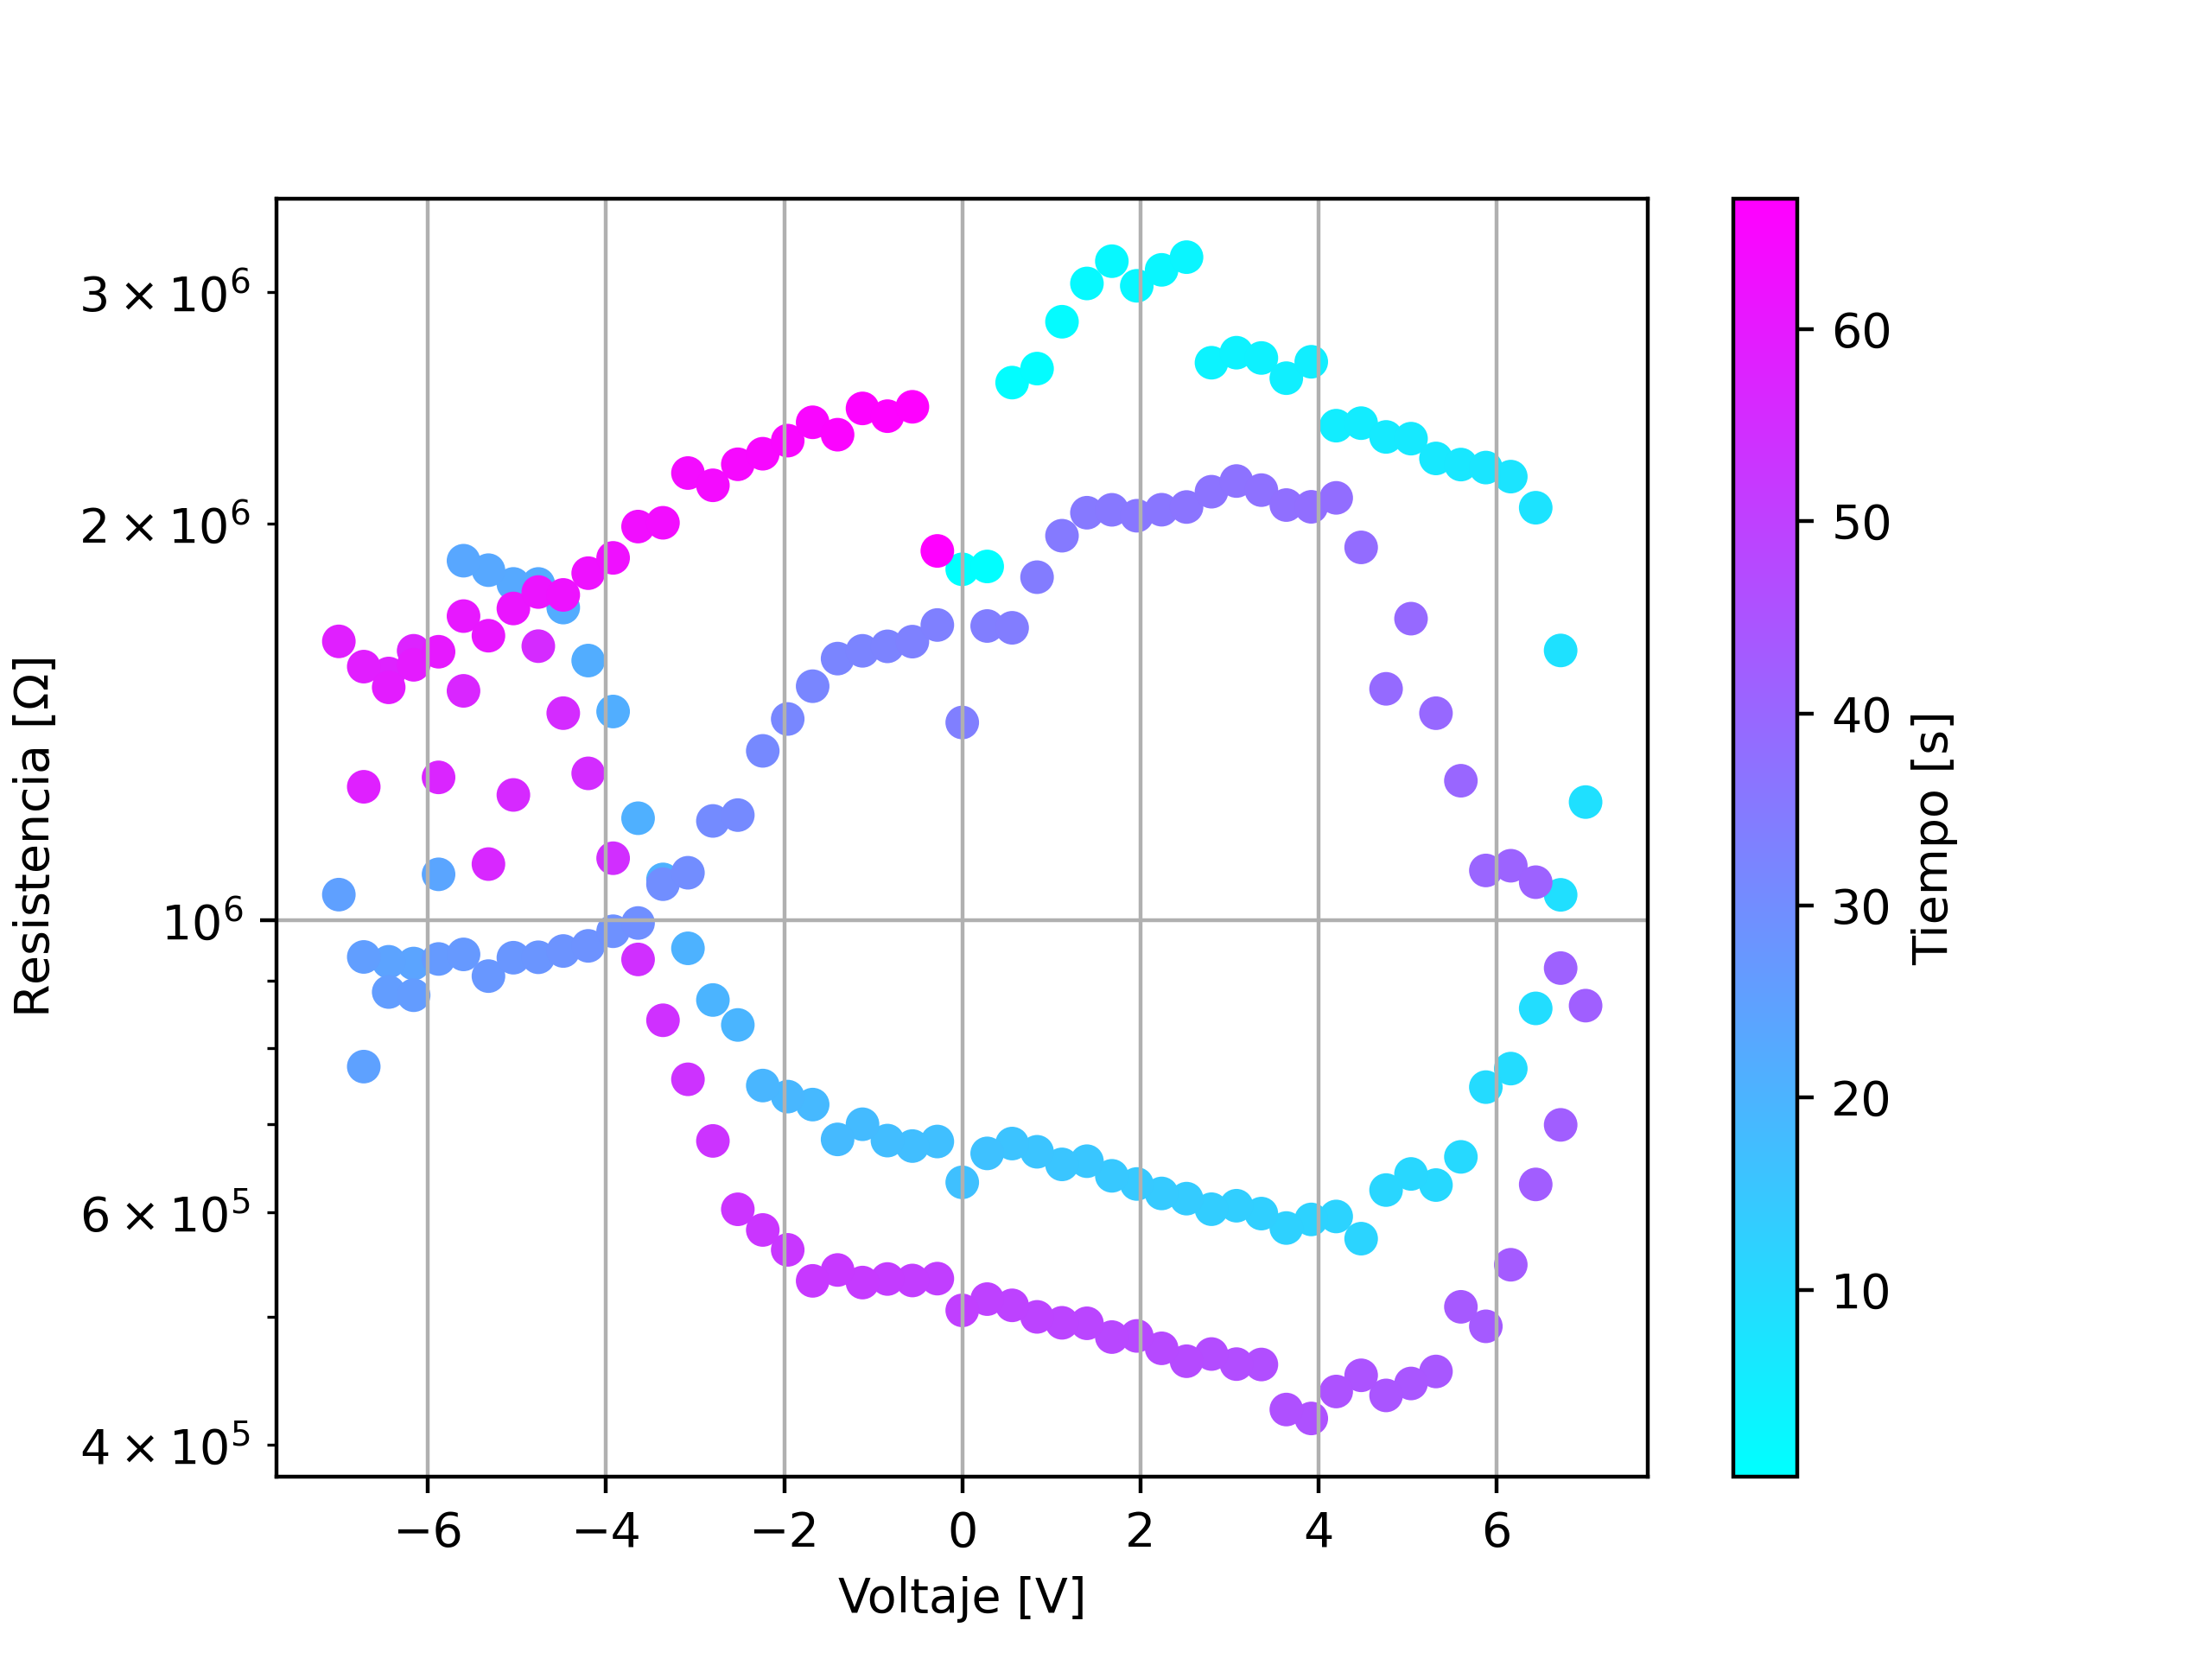 Resistencia [Ω]
3 × 10⁶
2 × 10⁶
10⁶
6 × 10⁵
4 × 10⁵
−6 −4 −2 0 2 4 6
Voltaje [V]
60
50
40
30
20
10
Tiempo [s]